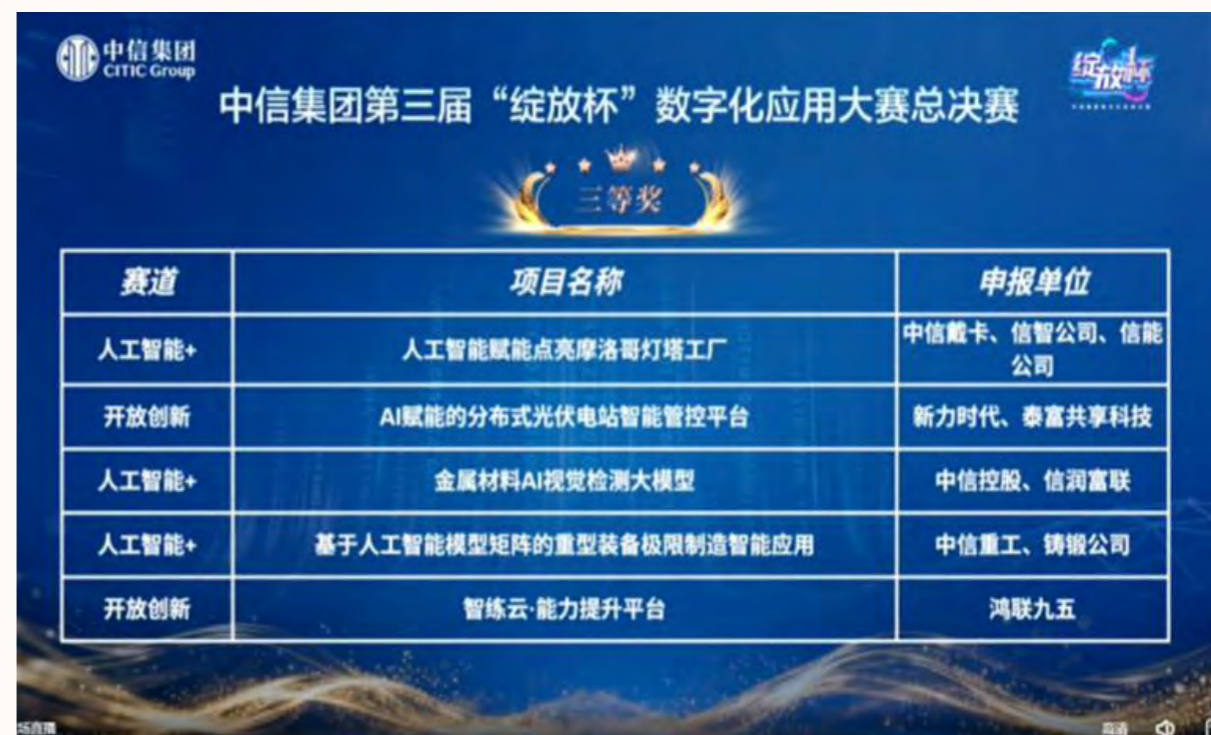 中信集团
CITIC Group
绽放杯
中信集团第三届“绽放杯”数字化应用大赛总决赛
三等奖
赛道 项目名称 申报单位
人工智能+ 人工智能赋能点亮摩洛哥灯塔工厂 中信戴卡、信智公司、信能
公司
开放创新 AI赋能的分布式光伏电站智能管控平台 新力时代、泰富共享科技
人工智能+ 金属材料AI视觉检测大模型 中信控股、信润富联
人工智能+ 基于人工智能模型矩阵的重型装备极限制造智能应用 中信重工、铸锻公司
开放创新 智练云·能力提升平台 鸿联九五
场直播
高清